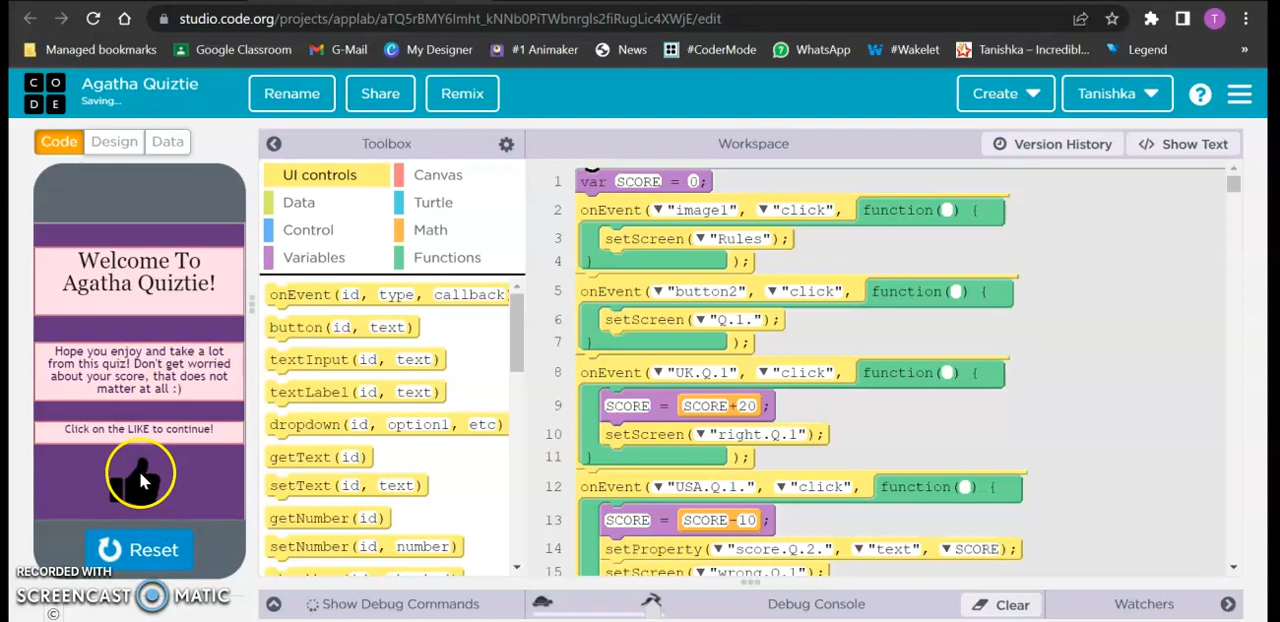 studio.code.org/projects/applab/aTQ5rBMY6Imht_kNNb0PiTWbnrgls2fiRugLic4XWjE/edit
T
Managed bookmarks
Google Classroom
G-Mail
My Designer
#1 Animaker
News
#CoderMode
WhatsApp
#Wakelet
Tanishka – Incredibl...
Legend
»
C O
D E
Agatha Quiztie
Saving...
Rename
Share
Remix
Create
Tanishka
?
Code
Design
Data
Toolbox
Workspace
Version History
</> Show Text
Welcome To
Agatha Quiztie!
Hope you enjoy and take a lot
from this quiz! Don't get worried
about your score, that does not
matter at all :)
Click on the LIKE to continue!
Reset
UI controls
Canvas
Data
Turtle
Control
Math
Variables
Functions
onEvent(id, type, callback)
button(id, text)
textInput(id, text)
textLabel(id, text)
dropdown(id, option1, etc)
getText(id)
setText(id, text)
getNumber(id)
setNumber(id, number)
1 var SCORE = 0;
2 onEvent(▼"image1", ▼"click", function( ) {
3 setScreen(▼"Rules");
4 } );
5 onEvent(▼"button2", ▼"click", function( ) {
6 setScreen(▼"Q.1.");
7 } );
8 onEvent(▼"UK.Q.1", ▼"click", function( ) {
9 SCORE = SCORE+20;
10 setScreen(▼"right.Q.1");
11 } );
12 onEvent(▼"USA.Q.1.", ▼"click", function( ) {
13 SCORE = SCORE-10;
14 setProperty(▼"score.Q.2.", ▼"text", ▼SCORE);
15 setScreen(▼"wrong.Q.1");
Show Debug Commands
Debug Console
Clear
Watchers
RECORDED WITH
SCREENCAST MATIC
©